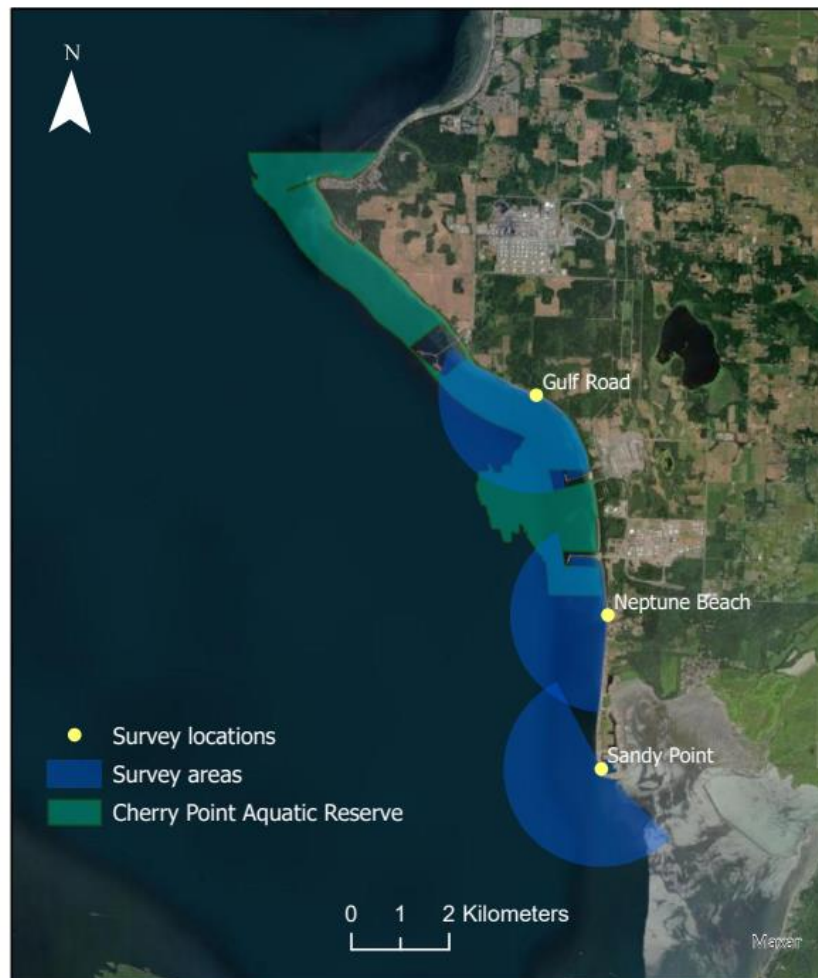 N
Gulf Road
Neptune Beach
Sandy Point
Survey locations
Survey areas
Cherry Point Aquatic Reserve
0 1 2 Kilometers
Maxar